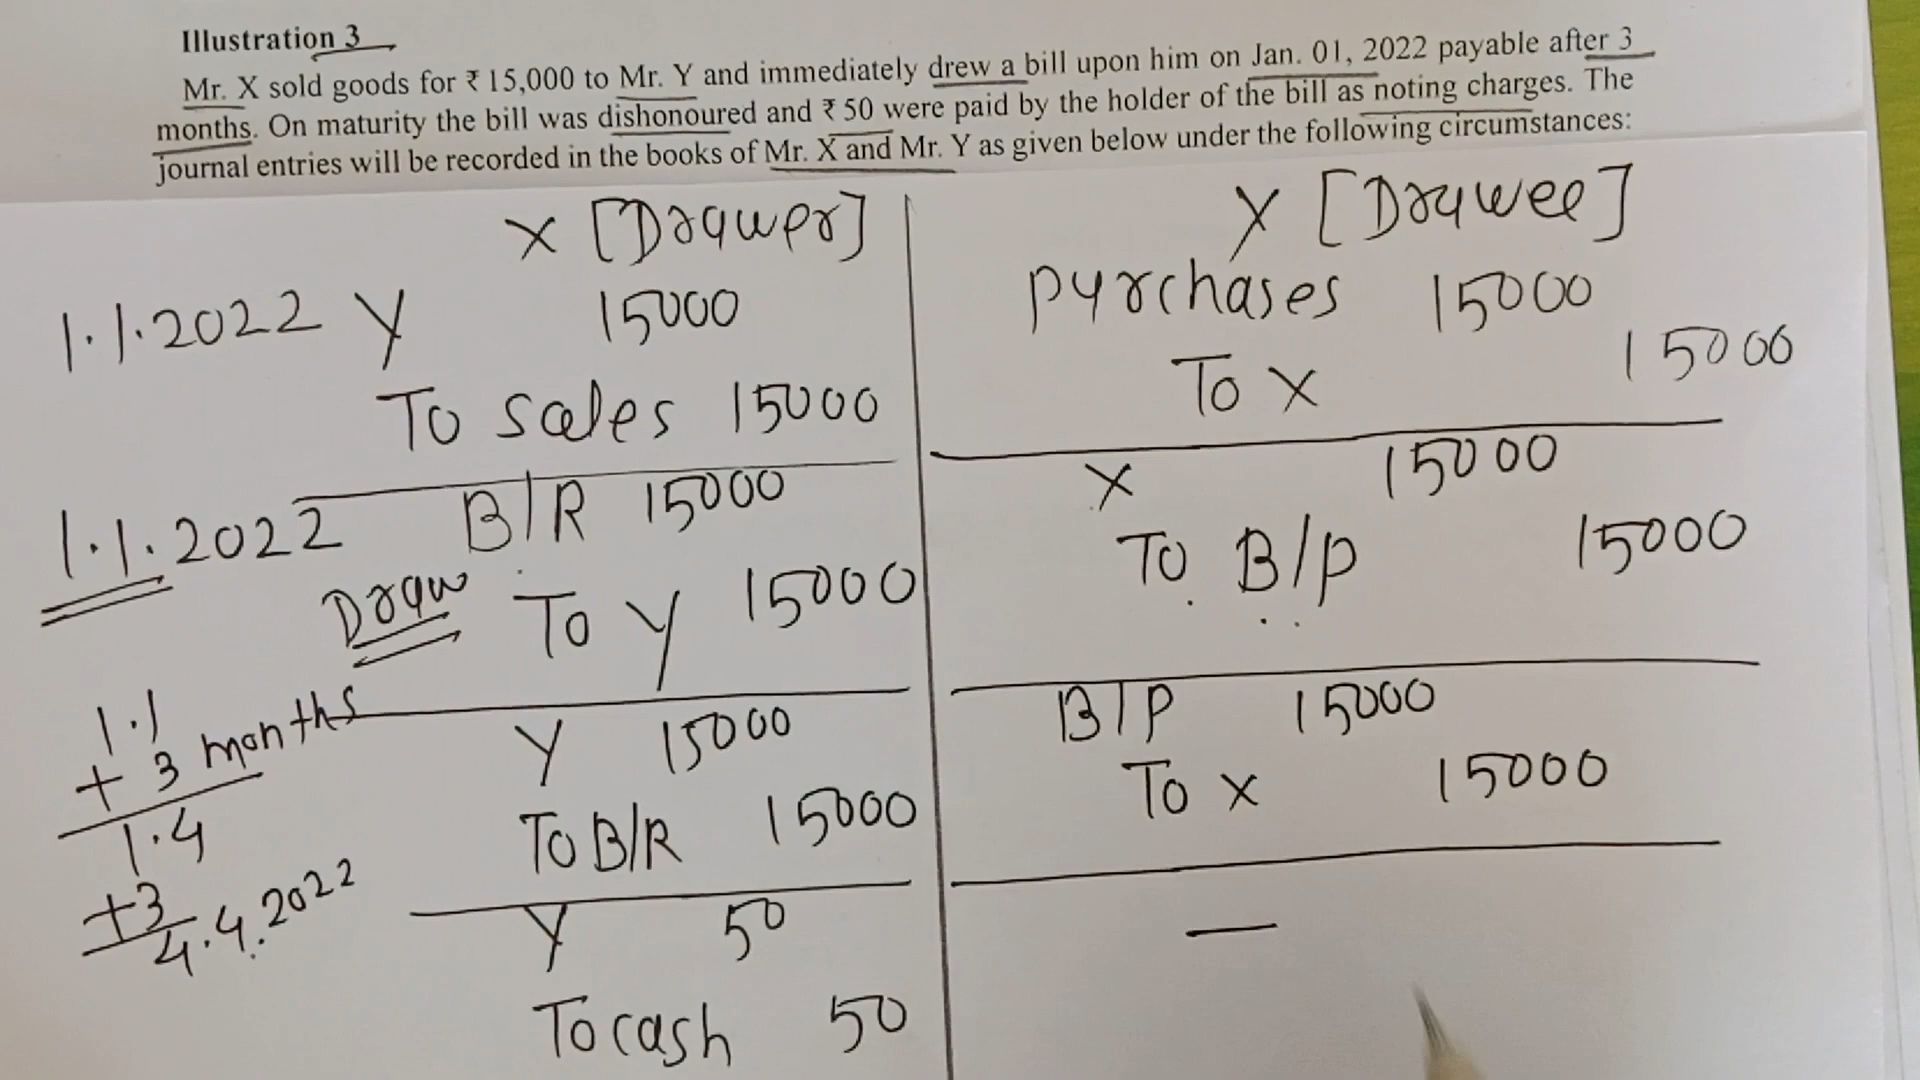 Illustration 3
Mr. X sold goods for ₹ 15,000 to Mr. Y and immediately drew a bill upon him on Jan. 01, 2022 payable after 3
months. On maturity the bill was dishonoured and ₹ 50 were paid by the holder of the bill as noting charges. The
journal entries will be recorded in the books of Mr. X and Mr. Y as given below under the following circumstances:
X [Drawer]
1.1.2022 Y 15000
To sales 15000
1.1.2022 B/R 15000
Draw To Y 15000
1.1
+ 3 months
1.4
+3
4.4.2022
Y 15000
To B/R 15000
Y 50
To cash 50
Y [Drawee]
purchases 15000
To X 15000
X 15000
To B/P 15000
B/P 15000
To X 15000
—